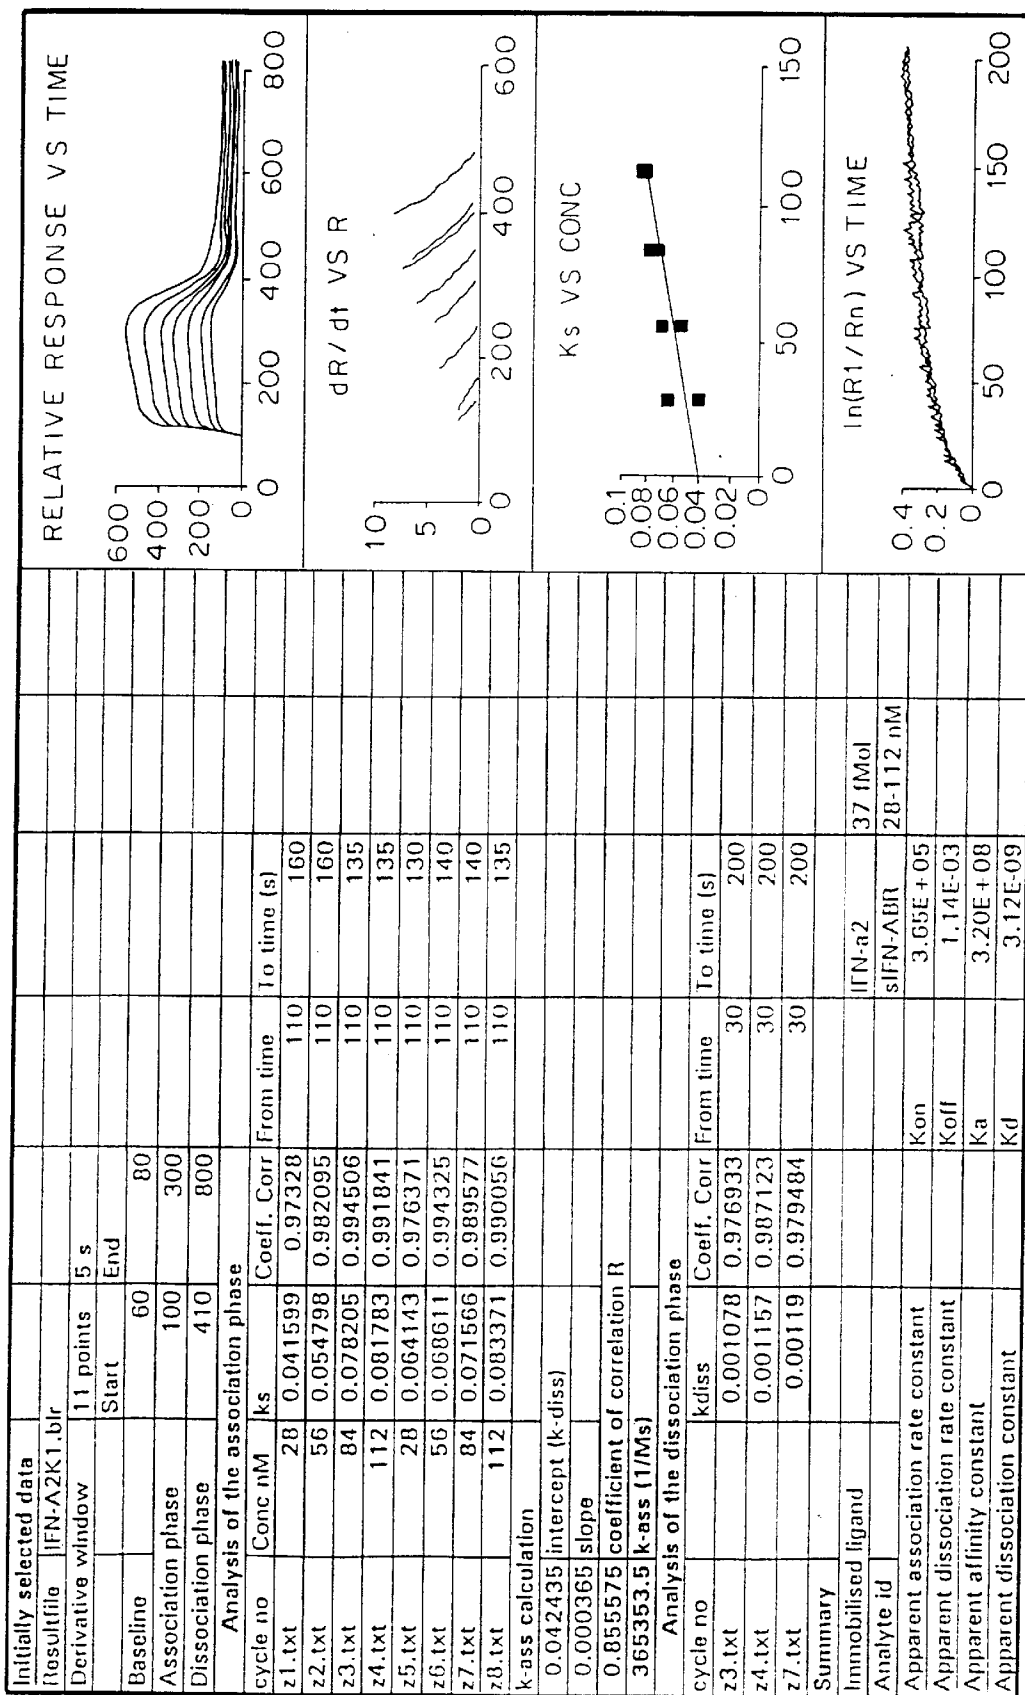 Initially selected data
Resultfile IFN-A2K1.blr
Derivative window 11 points 5 s
Start End
Baseline 60 80
Association phase 100 300
Dissociation phase 410 800
Analysis of the association phase
cycle no Conc nM ks Coeff. Corr From time To time (s)
z1.txt 28 0.041599 0.97328 110 160
z2.txt 56 0.054798 0.982095 110 160
z3.txt 84 0.078205 0.994506 110 135
z4.txt 112 0.081783 0.991841 110 135
z5.txt 28 0.064143 0.976371 110 130
z6.txt 56 0.068611 0.994325 110 140
z7.txt 84 0.071566 0.989577 110 140
z8.txt 112 0.083371 0.990056 110 135
k-ass calculation
0.042435 intercept (k-diss)
0.000365 slope
0.855575 coefficient of correlation R
365353.5 k-ass (1/Ms)
Analysis of the dissociation phase
cycle no kdiss Coeff. Corr From time To time (s)
z3.txt 0.001078 0.976933 30 200
z4.txt 0.001157 0.987123 30 200
z7.txt 0.00119 0.979484 30 200
Summary
Immobilised ligand IFN-a2 37 fMol
Analyte id sIFN-ABR 28-112 nM
Apparent association rate constant Kon 3.65E+05
Apparent dissociation rate constant Koff 1.14E-03
Apparent affinity constant Ka 3.20E+08
Apparent dissociation constant Kd 3.12E-09
RELATIVE RESPONSE VS TIME
600
400
200
0 200 400 600 800
dR/dt VS R
10
5
0
0 200 400 600
Ks VS CONC
0.1
0.08
0.06
0.04
0.02
0
0 50 100 150
ln(R1/Rn) VS TIME
0.4
0.2
0
0 50 100 150 200